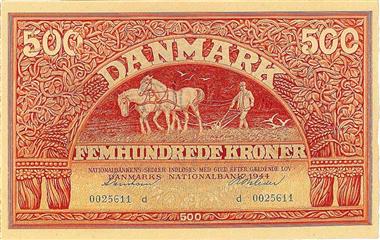 500 DANMARK 500
FEMHUNDREDE KRONER
NATIONALBANKENS SEDLER INDLØSES MED GULD EFTER GÆLDENDE LOV
DANMARKS NATIONALBANK 1944
0025611 d d 0025611
500